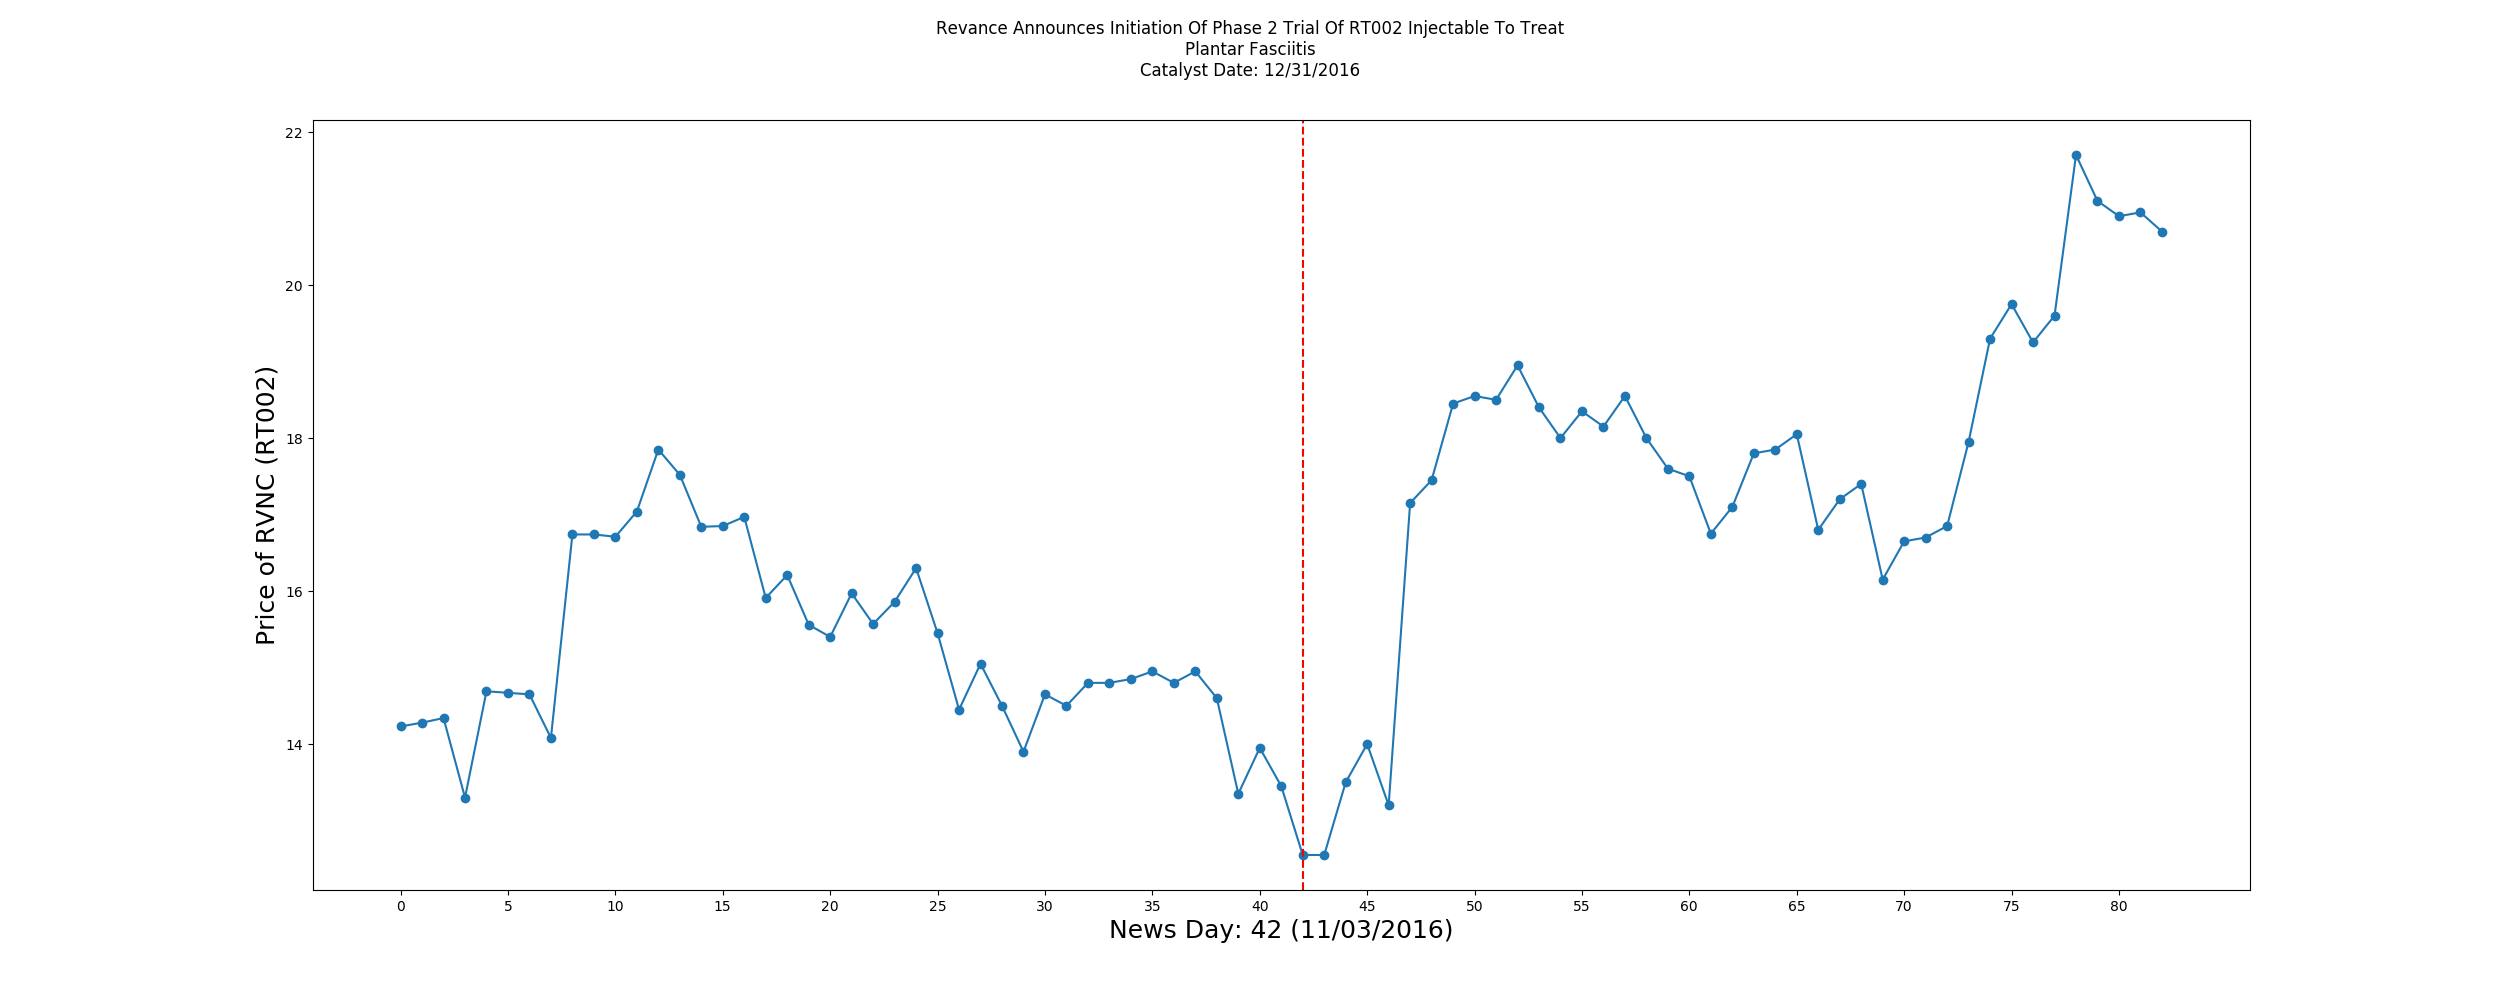 Revance Announces Initiation Of Phase 2 Trial Of RT002 Injectable To Treat
Plantar Fasciitis
Catalyst Date: 12/31/2016
22
20
18
16
14
Price of RVNC (RT002)
0 5 10 15 20 25 30 35 40 45 50 55 60 65 70 75 80
News Day: 42 (11/03/2016)